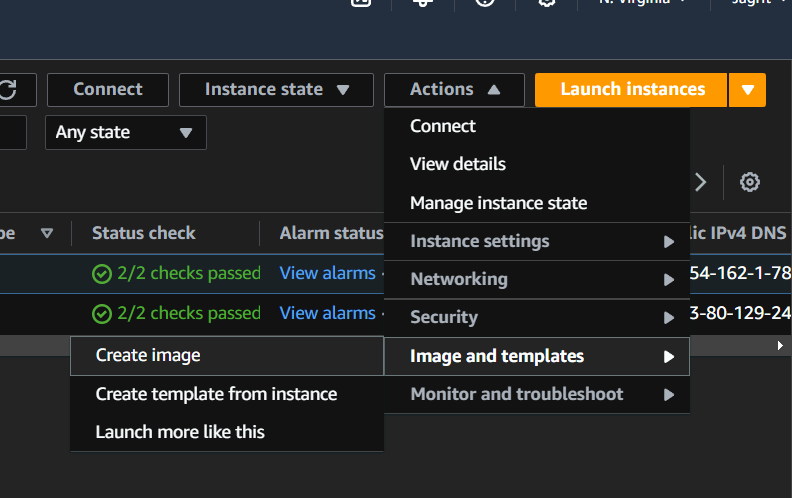 N. Virginia
Jagrit
Connect
Instance state
Actions
Launch instances
Any state
Connect
View details
Manage instance state
Instance settings
Networking
Security
Image and templates
Monitor and troubleshoot
pe
Status check
Alarm status
lic IPv4 DNS
2/2 checks passed
View alarms
54-162-1-78
2/2 checks passed
View alarms
3-80-129-24
Create image
Create template from instance
Launch more like this